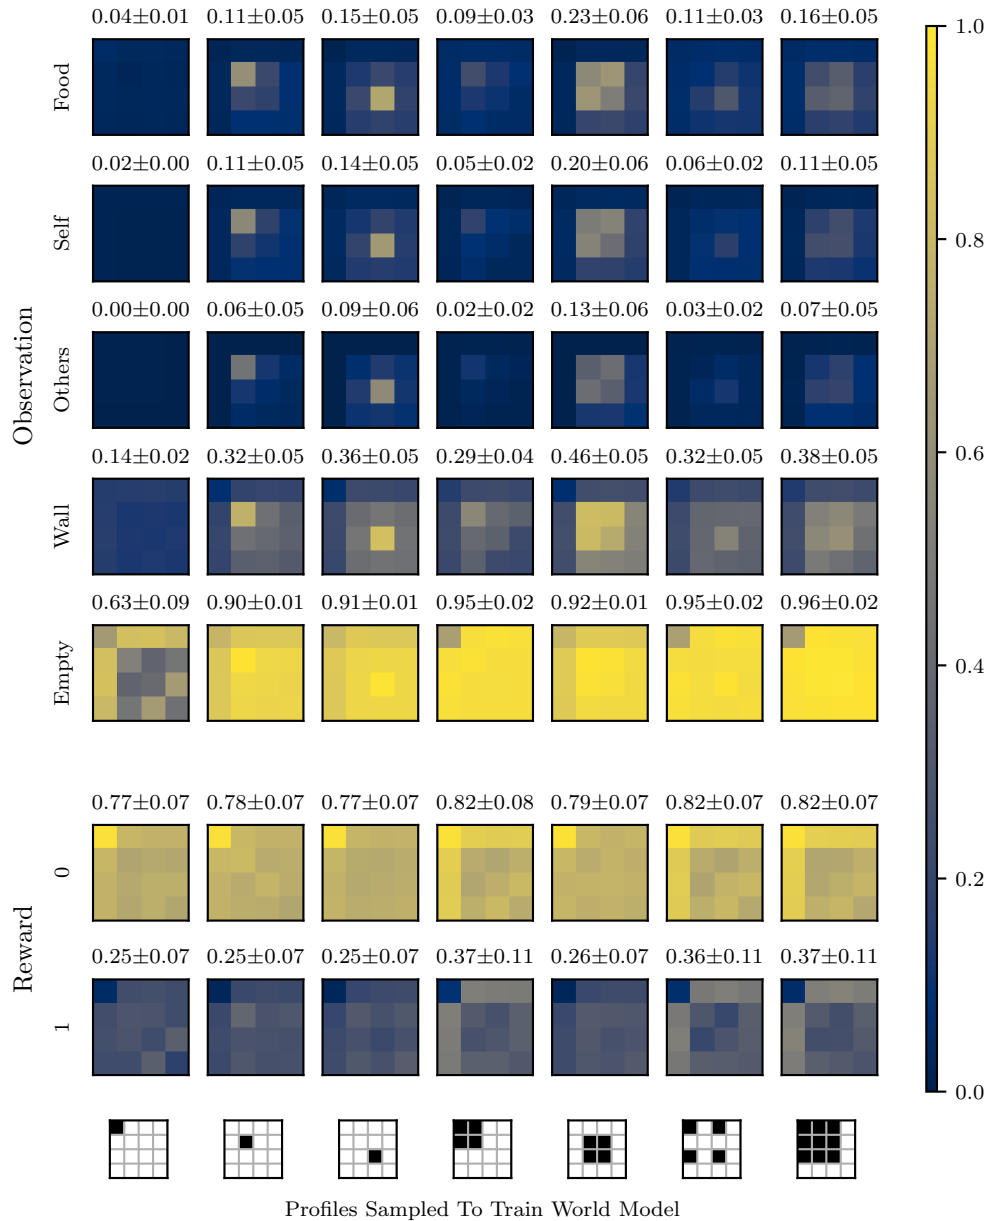 0.04±0.01 0.11±0.05 0.15±0.05 0.09±0.03 0.23±0.06 0.11±0.03 0.16±0.05
Food
0.02±0.00 0.11±0.05 0.14±0.05 0.05±0.02 0.20±0.06 0.06±0.02 0.11±0.05
Self
0.00±0.00 0.06±0.05 0.09±0.06 0.02±0.02 0.13±0.06 0.03±0.02 0.07±0.05
Others
Observation
0.14±0.02 0.32±0.05 0.36±0.05 0.29±0.04 0.46±0.05 0.32±0.05 0.38±0.05
Wall
0.63±0.09 0.90±0.01 0.91±0.01 0.95±0.02 0.92±0.01 0.95±0.02 0.96±0.02
Empty
0.77±0.07 0.78±0.07 0.77±0.07 0.82±0.08 0.79±0.07 0.82±0.07 0.82±0.07
0
Reward
0.25±0.07 0.25±0.07 0.25±0.07 0.37±0.11 0.26±0.07 0.36±0.11 0.37±0.11
1
Profiles Sampled To Train World Model
1.0
0.8
0.6
0.4
0.2
0.0